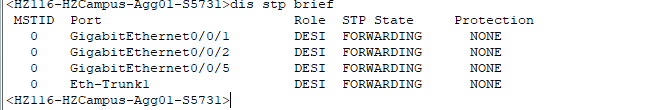 <HZ116-HZCampus-Agg01-S5731>dis stp brief
MSTID Port Role STP State Protection
0 GigabitEthernet0/0/1 DESI FORWARDING NONE
0 GigabitEthernet0/0/2 DESI FORWARDING NONE
0 GigabitEthernet0/0/5 DESI FORWARDING NONE
0 Eth-Trunk1 DESI FORWARDING NONE
<HZ116-HZCampus-Agg01-S5731>